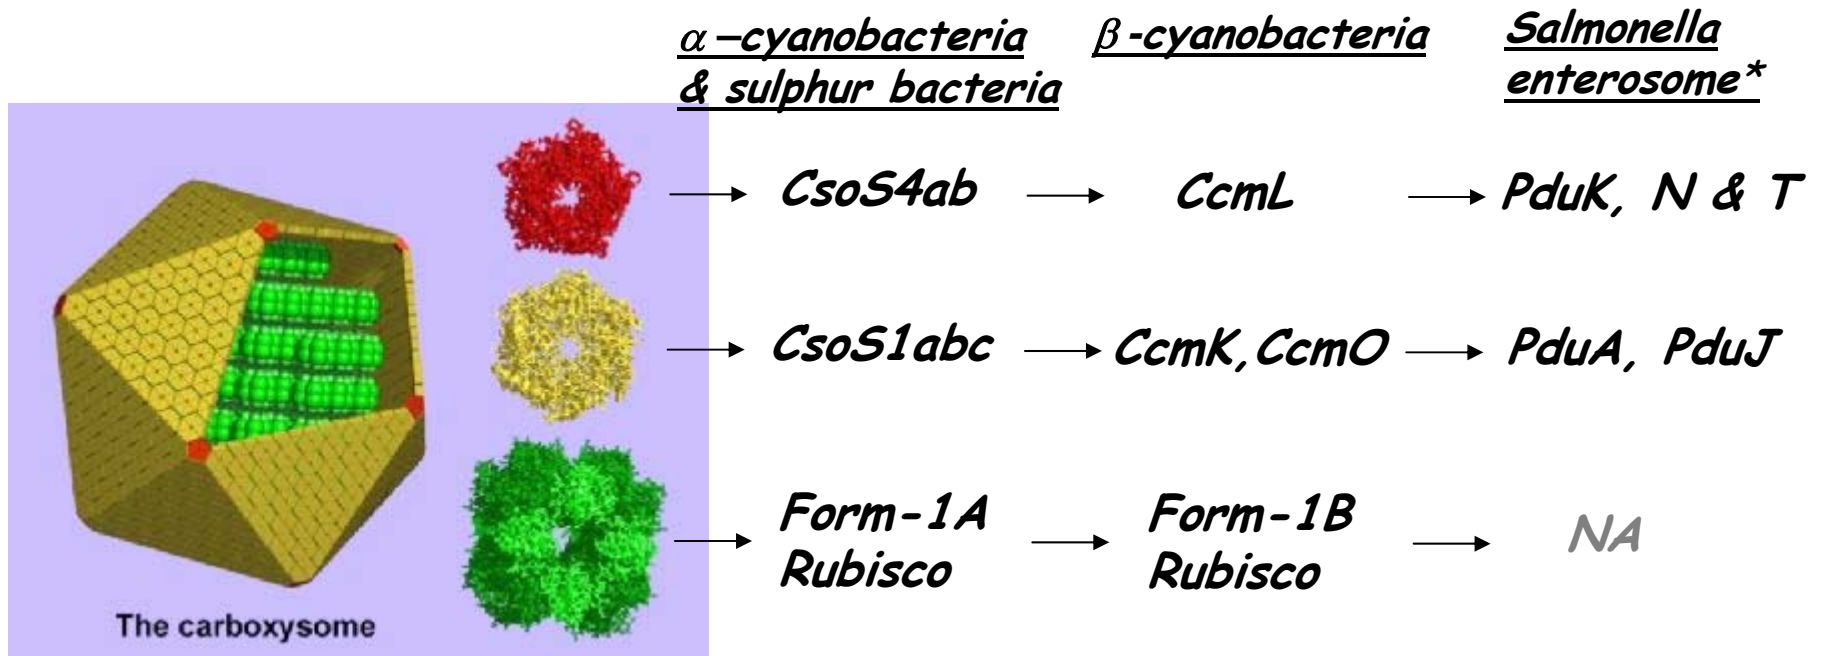 α –cyanobacteria
& sulphur bacteria
β -cyanobacteria
Salmonella
enterosome*
CsoS4ab
CcmL
PduK, N & T
CsoS1abc
CcmK,CcmO
PduA, PduJ
Form-1A
Rubisco
Form-1B
Rubisco
NA
The carboxysome